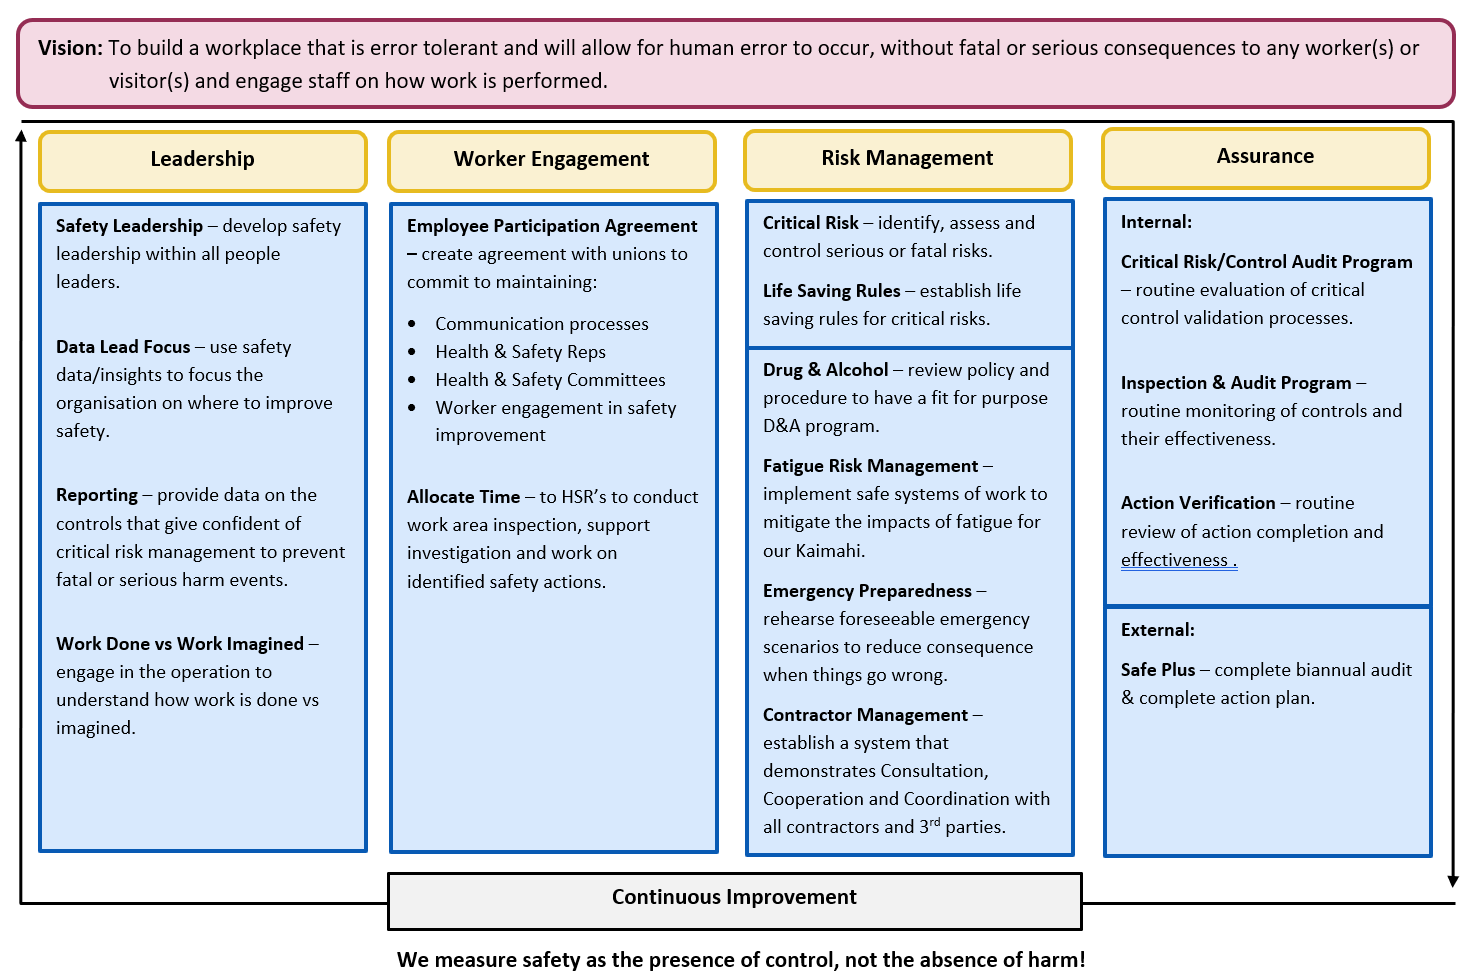 Vision: To build a workplace that is error tolerant and will allow for human error to occur, without fatal or serious consequences to any worker(s) or
visitor(s) and engage staff on how work is performed.
Leadership
Safety Leadership – develop safety
leadership within all people
leaders.
Data Lead Focus – use safety
data/insights to focus the
organisation on where to improve
safety.
Reporting – provide data on the
controls that give confident of
critical risk management to prevent
fatal or serious harm events.
Work Done vs Work Imagined –
engage in the operation to
understand how work is done vs
imagined.
Worker Engagement
Employee Participation Agreement
– create agreement with unions to
commit to maintaining:
• Communication processes
• Health & Safety Reps
• Health & Safety Committees
• Worker engagement in safety
improvement
Allocate Time – to HSR's to conduct
work area inspection, support
investigation and work on
identified safety actions.
Risk Management
Critical Risk – identify, assess and
control serious or fatal risks.
Life Saving Rules – establish life
saving rules for critical risks.
Drug & Alcohol – review policy and
procedure to have a fit for purpose
D&A program.
Fatigue Risk Management –
implement safe systems of work to
mitigate the impacts of fatigue for
our Kaimahi.
Emergency Preparedness –
rehearse foreseeable emergency
scenarios to reduce consequence
when things go wrong.
Contractor Management –
establish a system that
demonstrates Consultation,
Cooperation and Coordination with
all contractors and 3rd parties.
Assurance
Internal:
Critical Risk/Control Audit Program
– routine evaluation of critical
control validation processes.
Inspection & Audit Program –
routine monitoring of controls and
their effectiveness.
Action Verification – routine
review of action completion and
effectiveness .
External:
Safe Plus – complete biannual audit
& complete action plan.
Continuous Improvement
We measure safety as the presence of control, not the absence of harm!